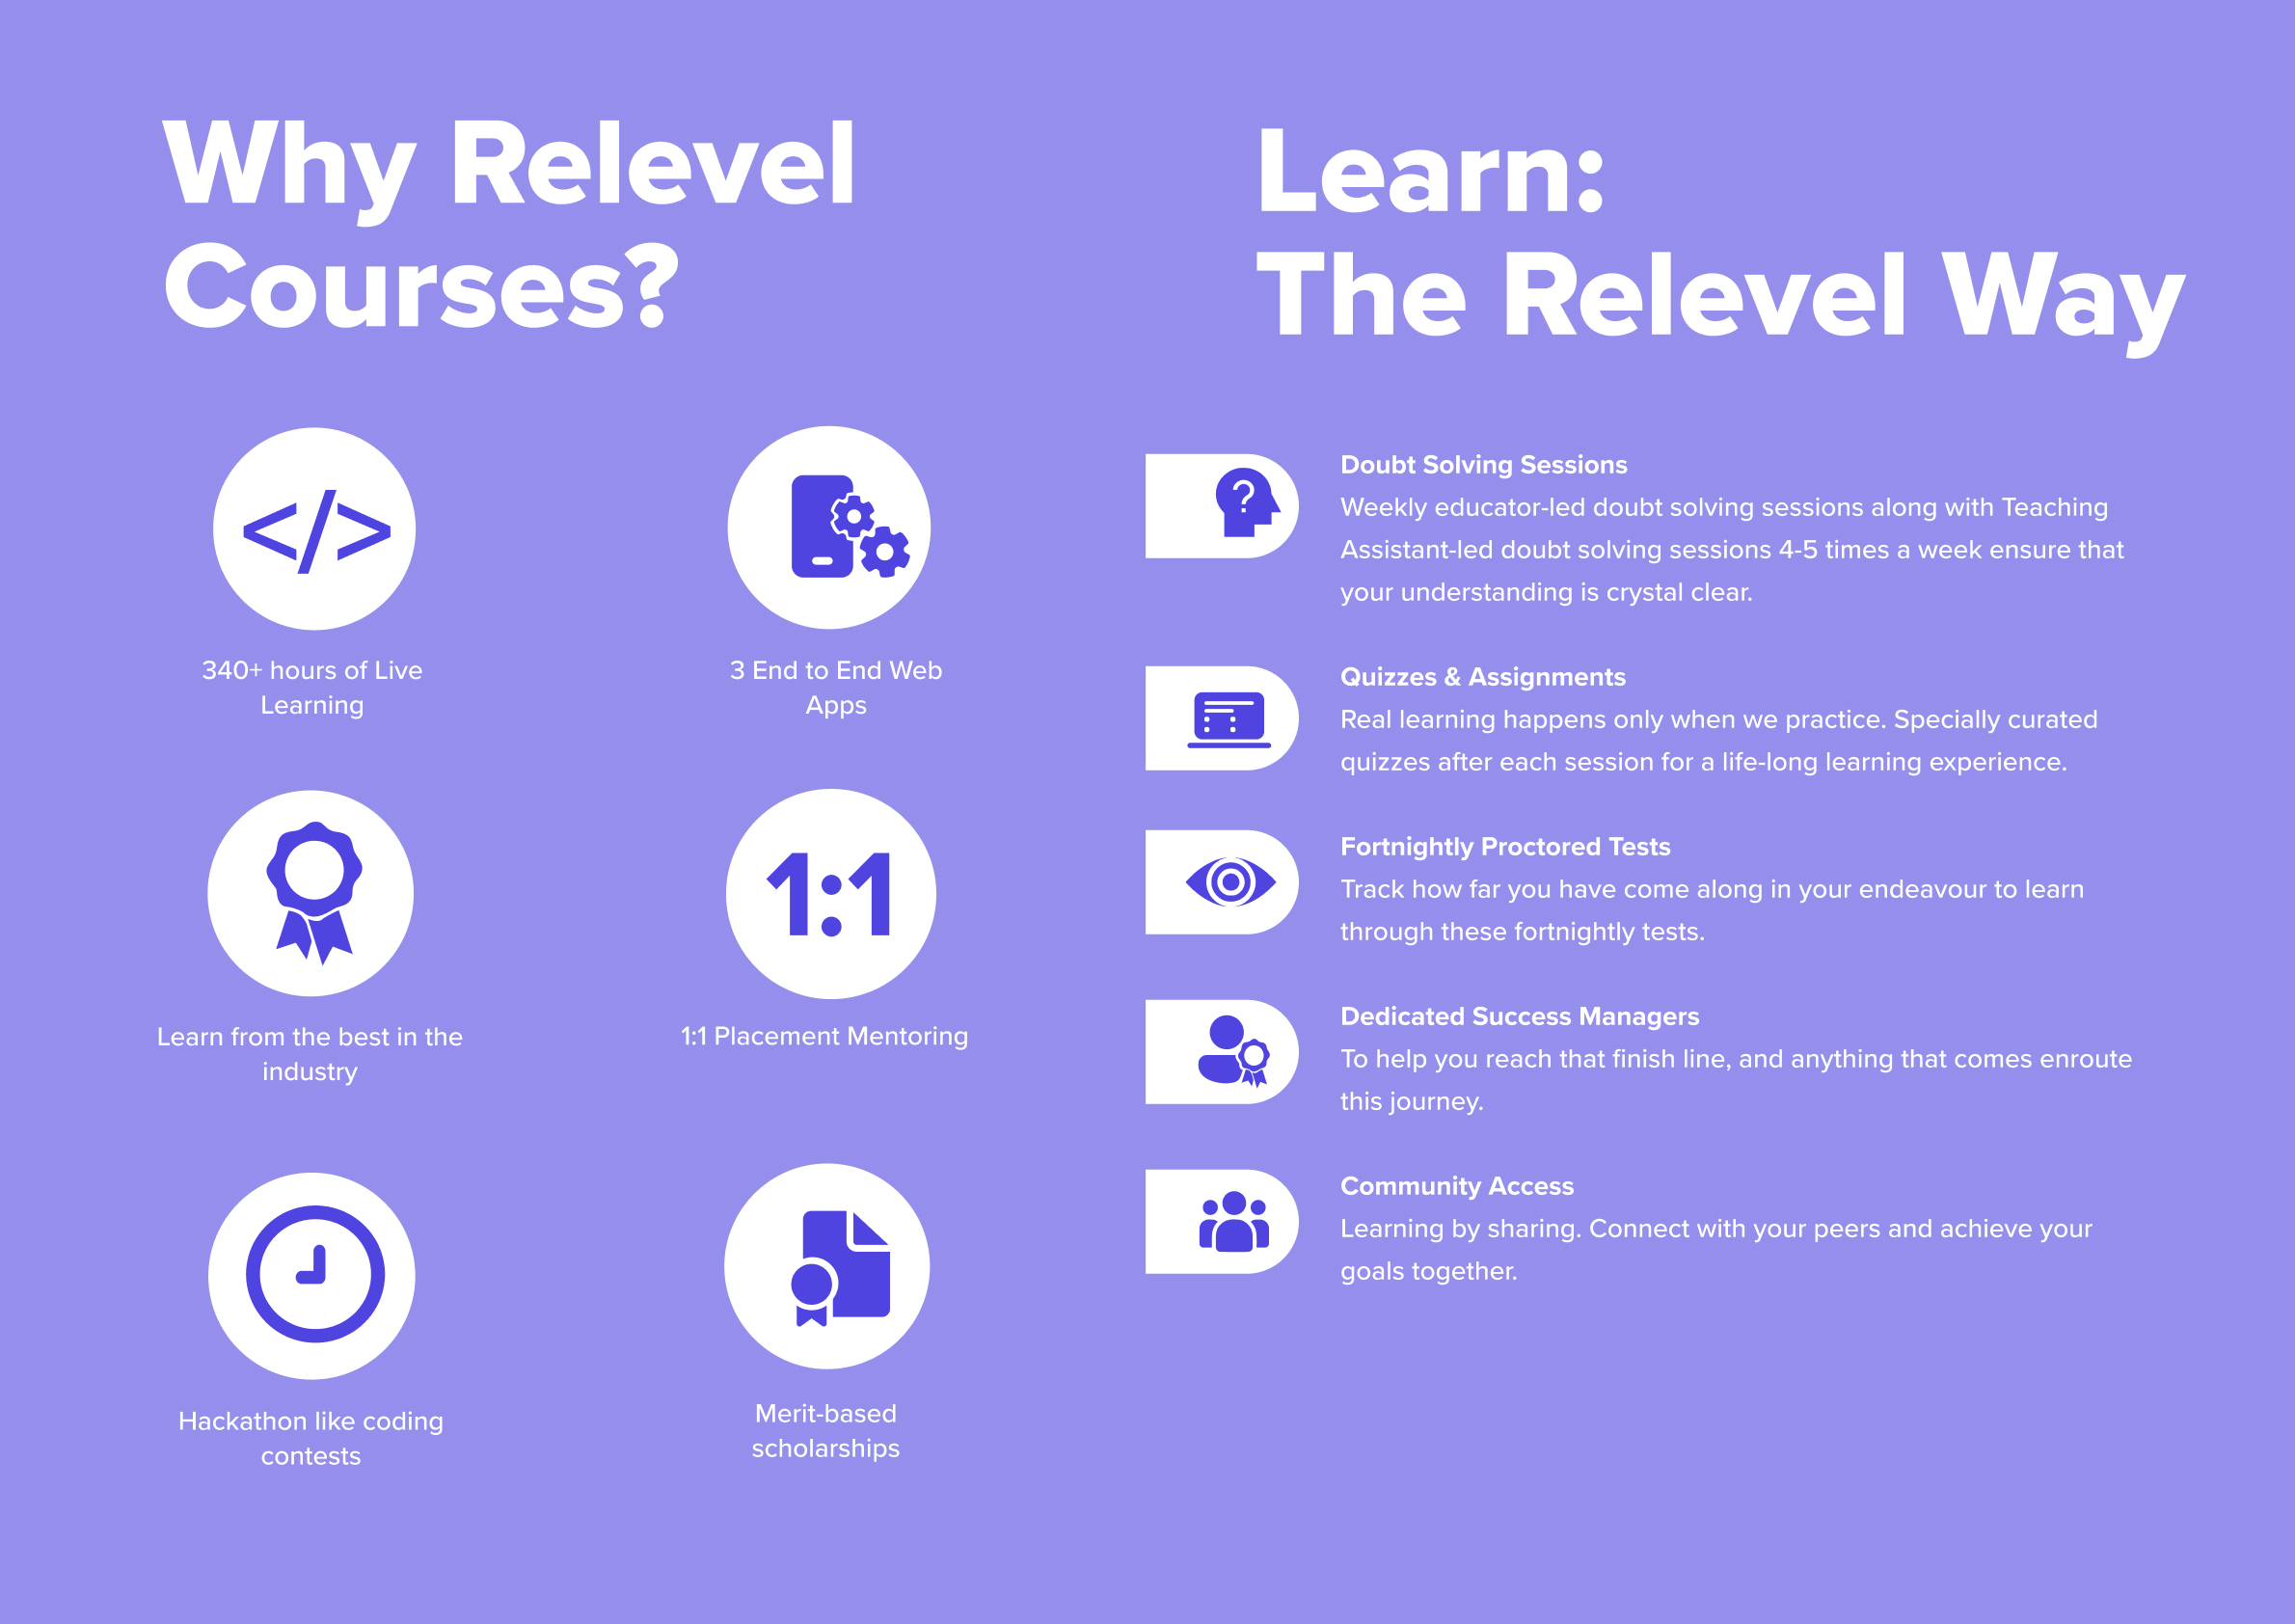 Why Relevel
Courses?
</>
340+ hours of Live
Learning
3 End to End Web
Apps
Learn from the best in the
industry
1:1
1:1 Placement Mentoring
Hackathon like coding
contests
Merit-based
scholarships
Learn:
The Relevel Way
?
Doubt Solving Sessions
Weekly educator-led doubt solving sessions along with Teaching
Assistant-led doubt solving sessions 4-5 times a week ensure that
your understanding is crystal clear.
Quizzes & Assignments
Real learning happens only when we practice. Specially curated
quizzes after each session for a life-long learning experience.
Fortnightly Proctored Tests
Track how far you have come along in your endeavour to learn
through these fortnightly tests.
Dedicated Success Managers
To help you reach that finish line, and anything that comes enroute
this journey.
Community Access
Learning by sharing. Connect with your peers and achieve your
goals together.